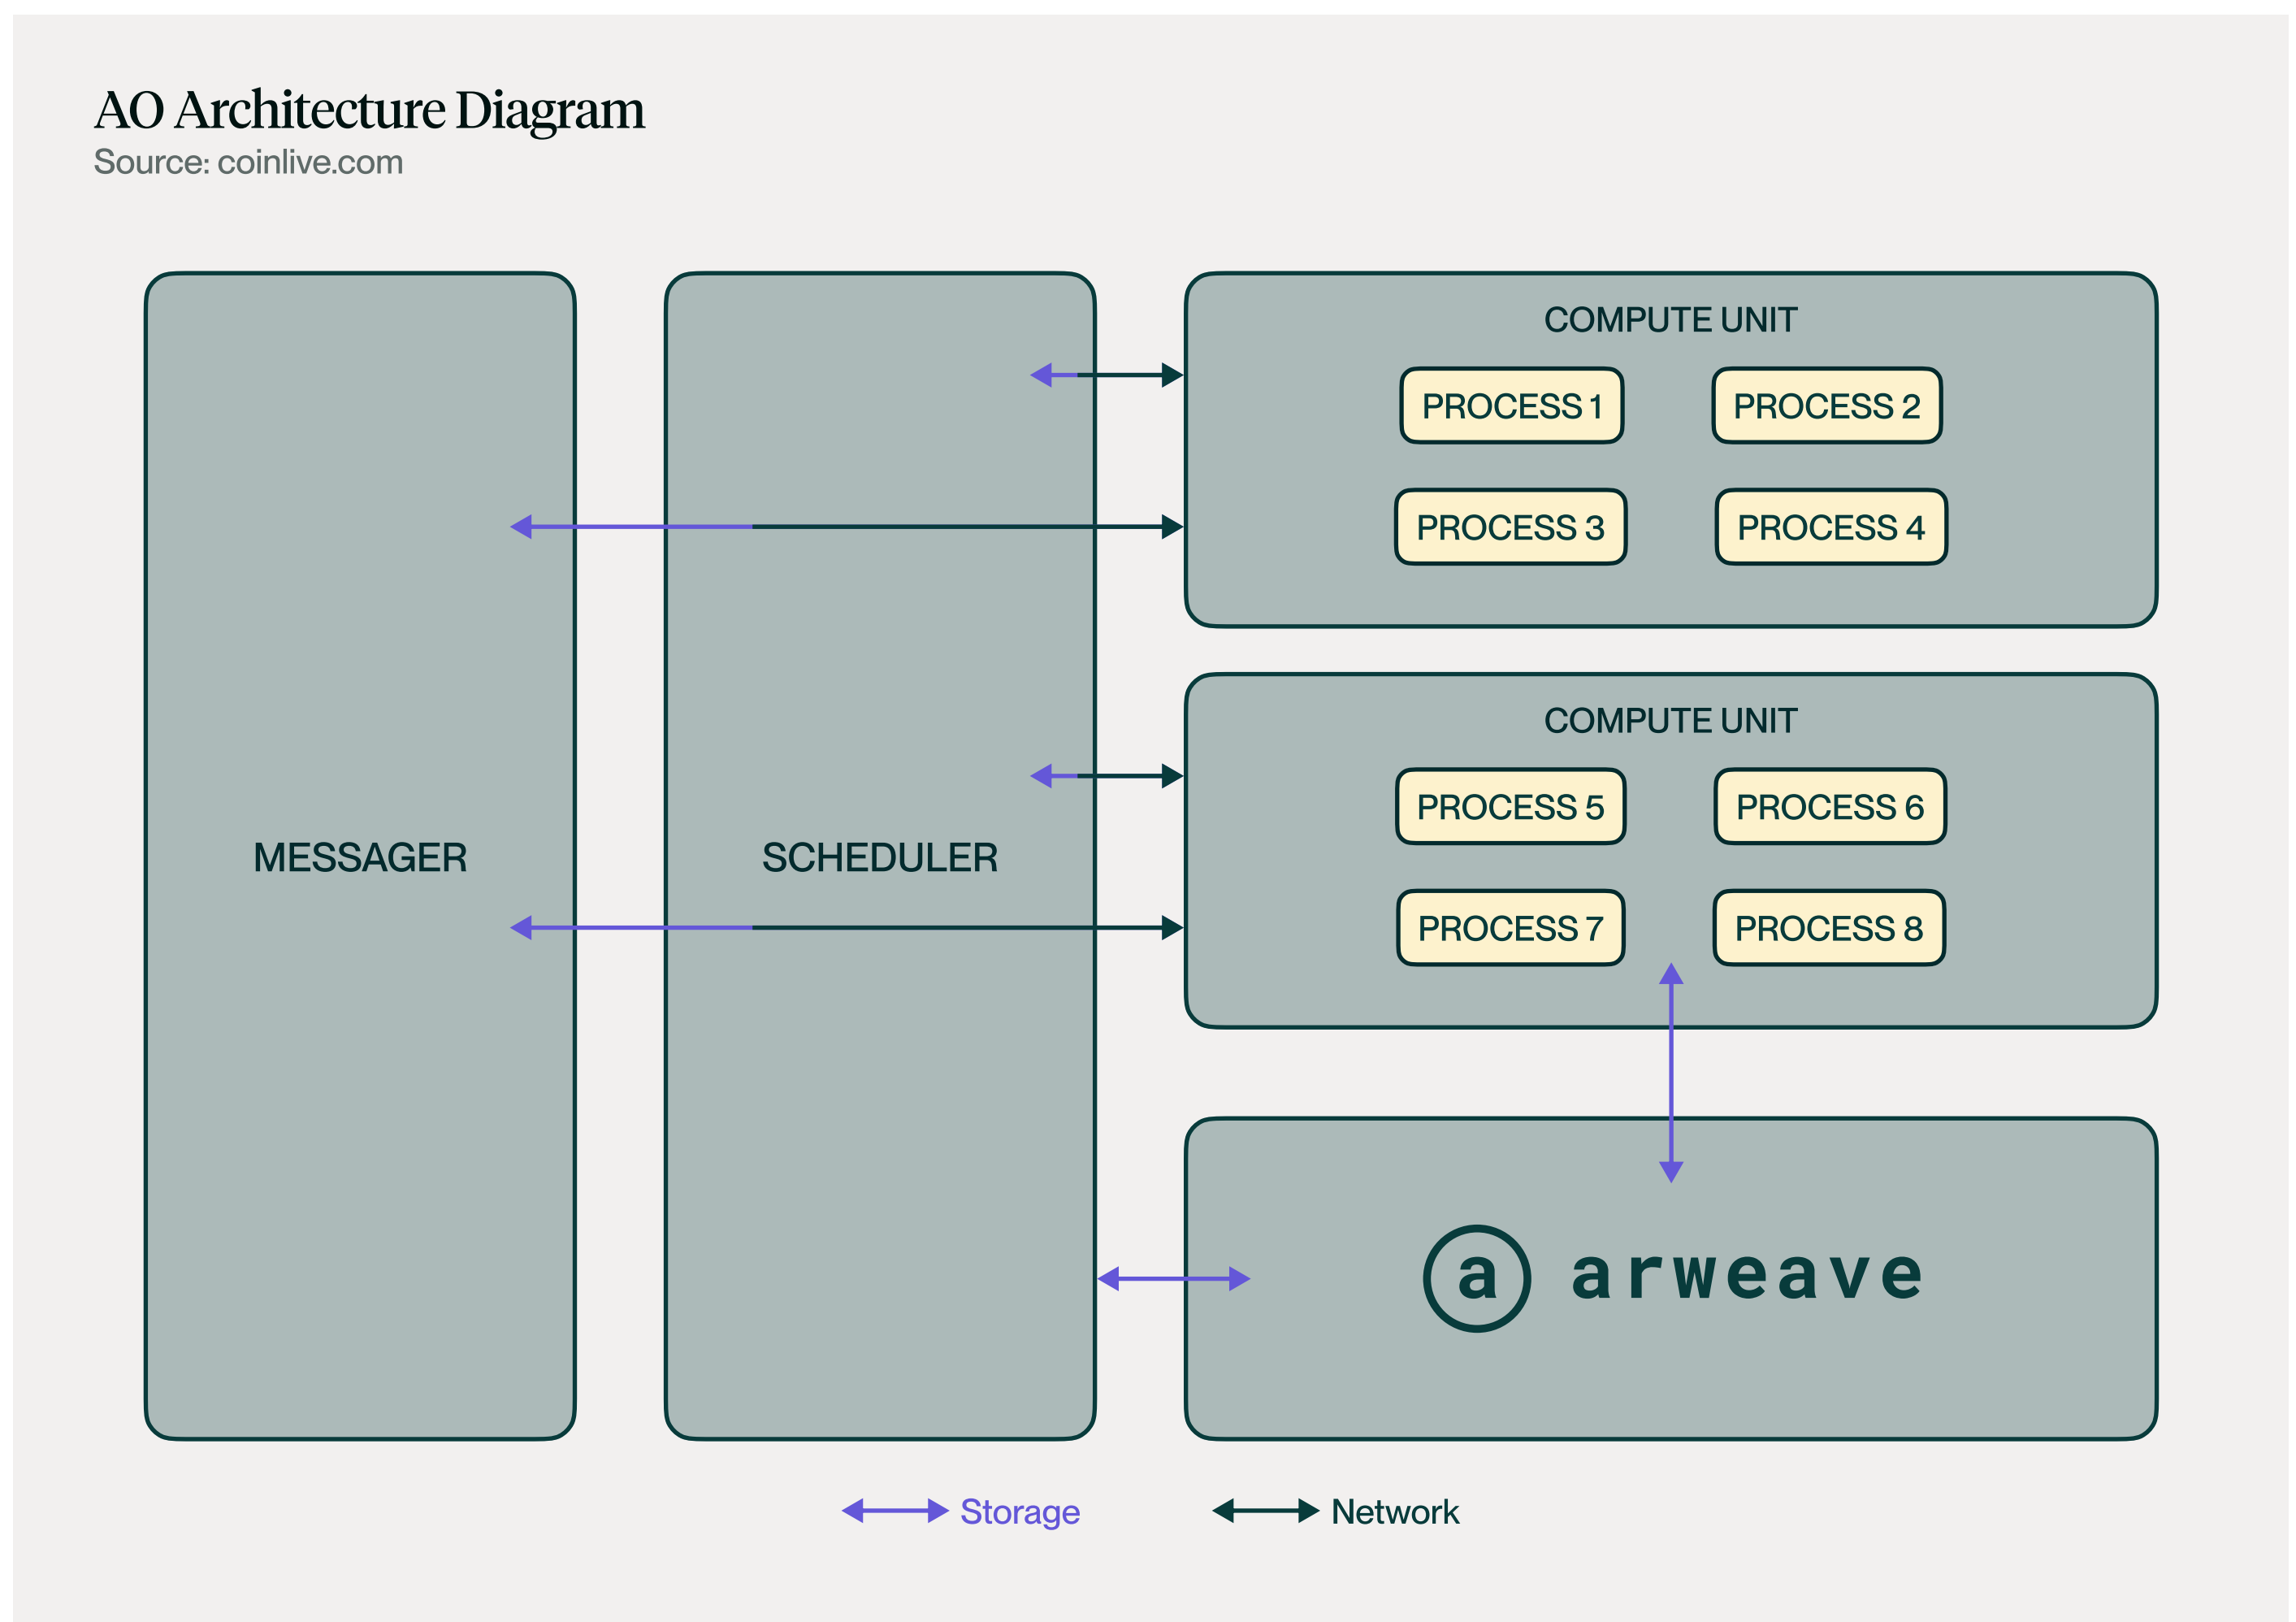 AO Architecture Diagram
Source: coinlive.com
MESSAGER
SCHEDULER
COMPUTE UNIT
PROCESS 1
PROCESS 2
PROCESS 3
PROCESS 4
COMPUTE UNIT
PROCESS 5
PROCESS 6
PROCESS 7
PROCESS 8
a arweave
Storage
Network